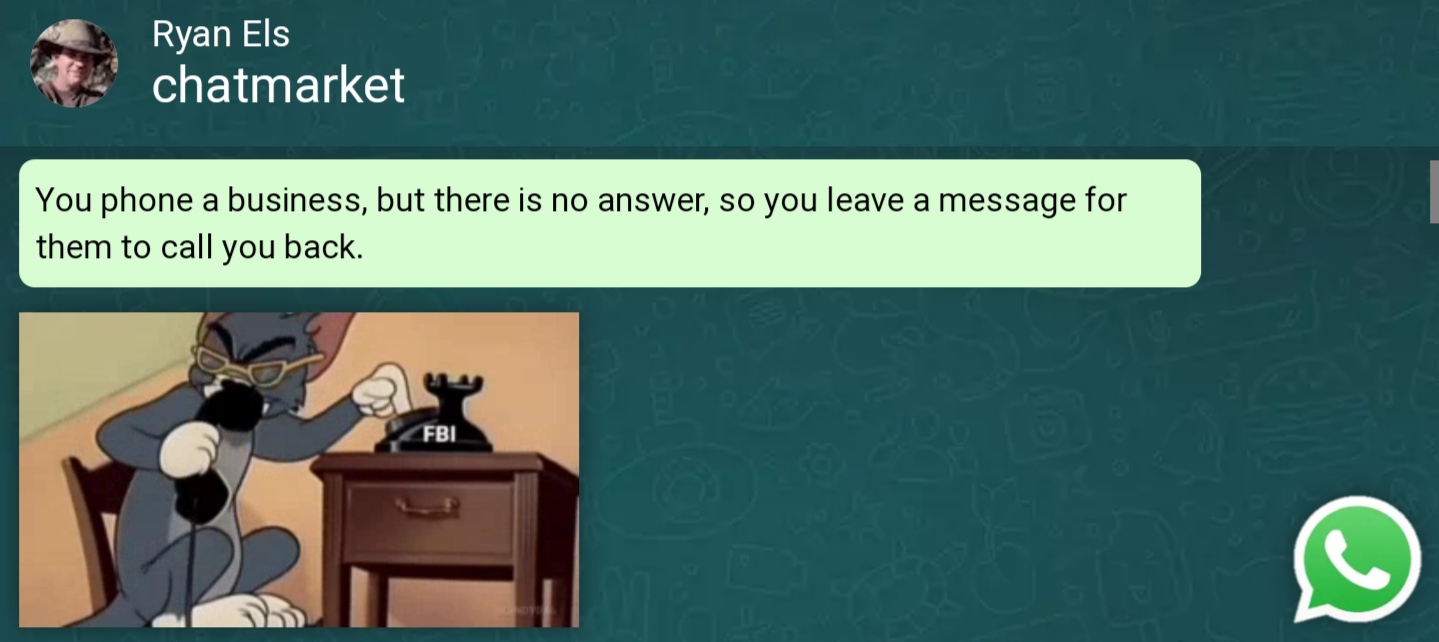 Ryan Els
chatmarket
You phone a business, but there is no answer, so you leave a message for
them to call you back.
FBI